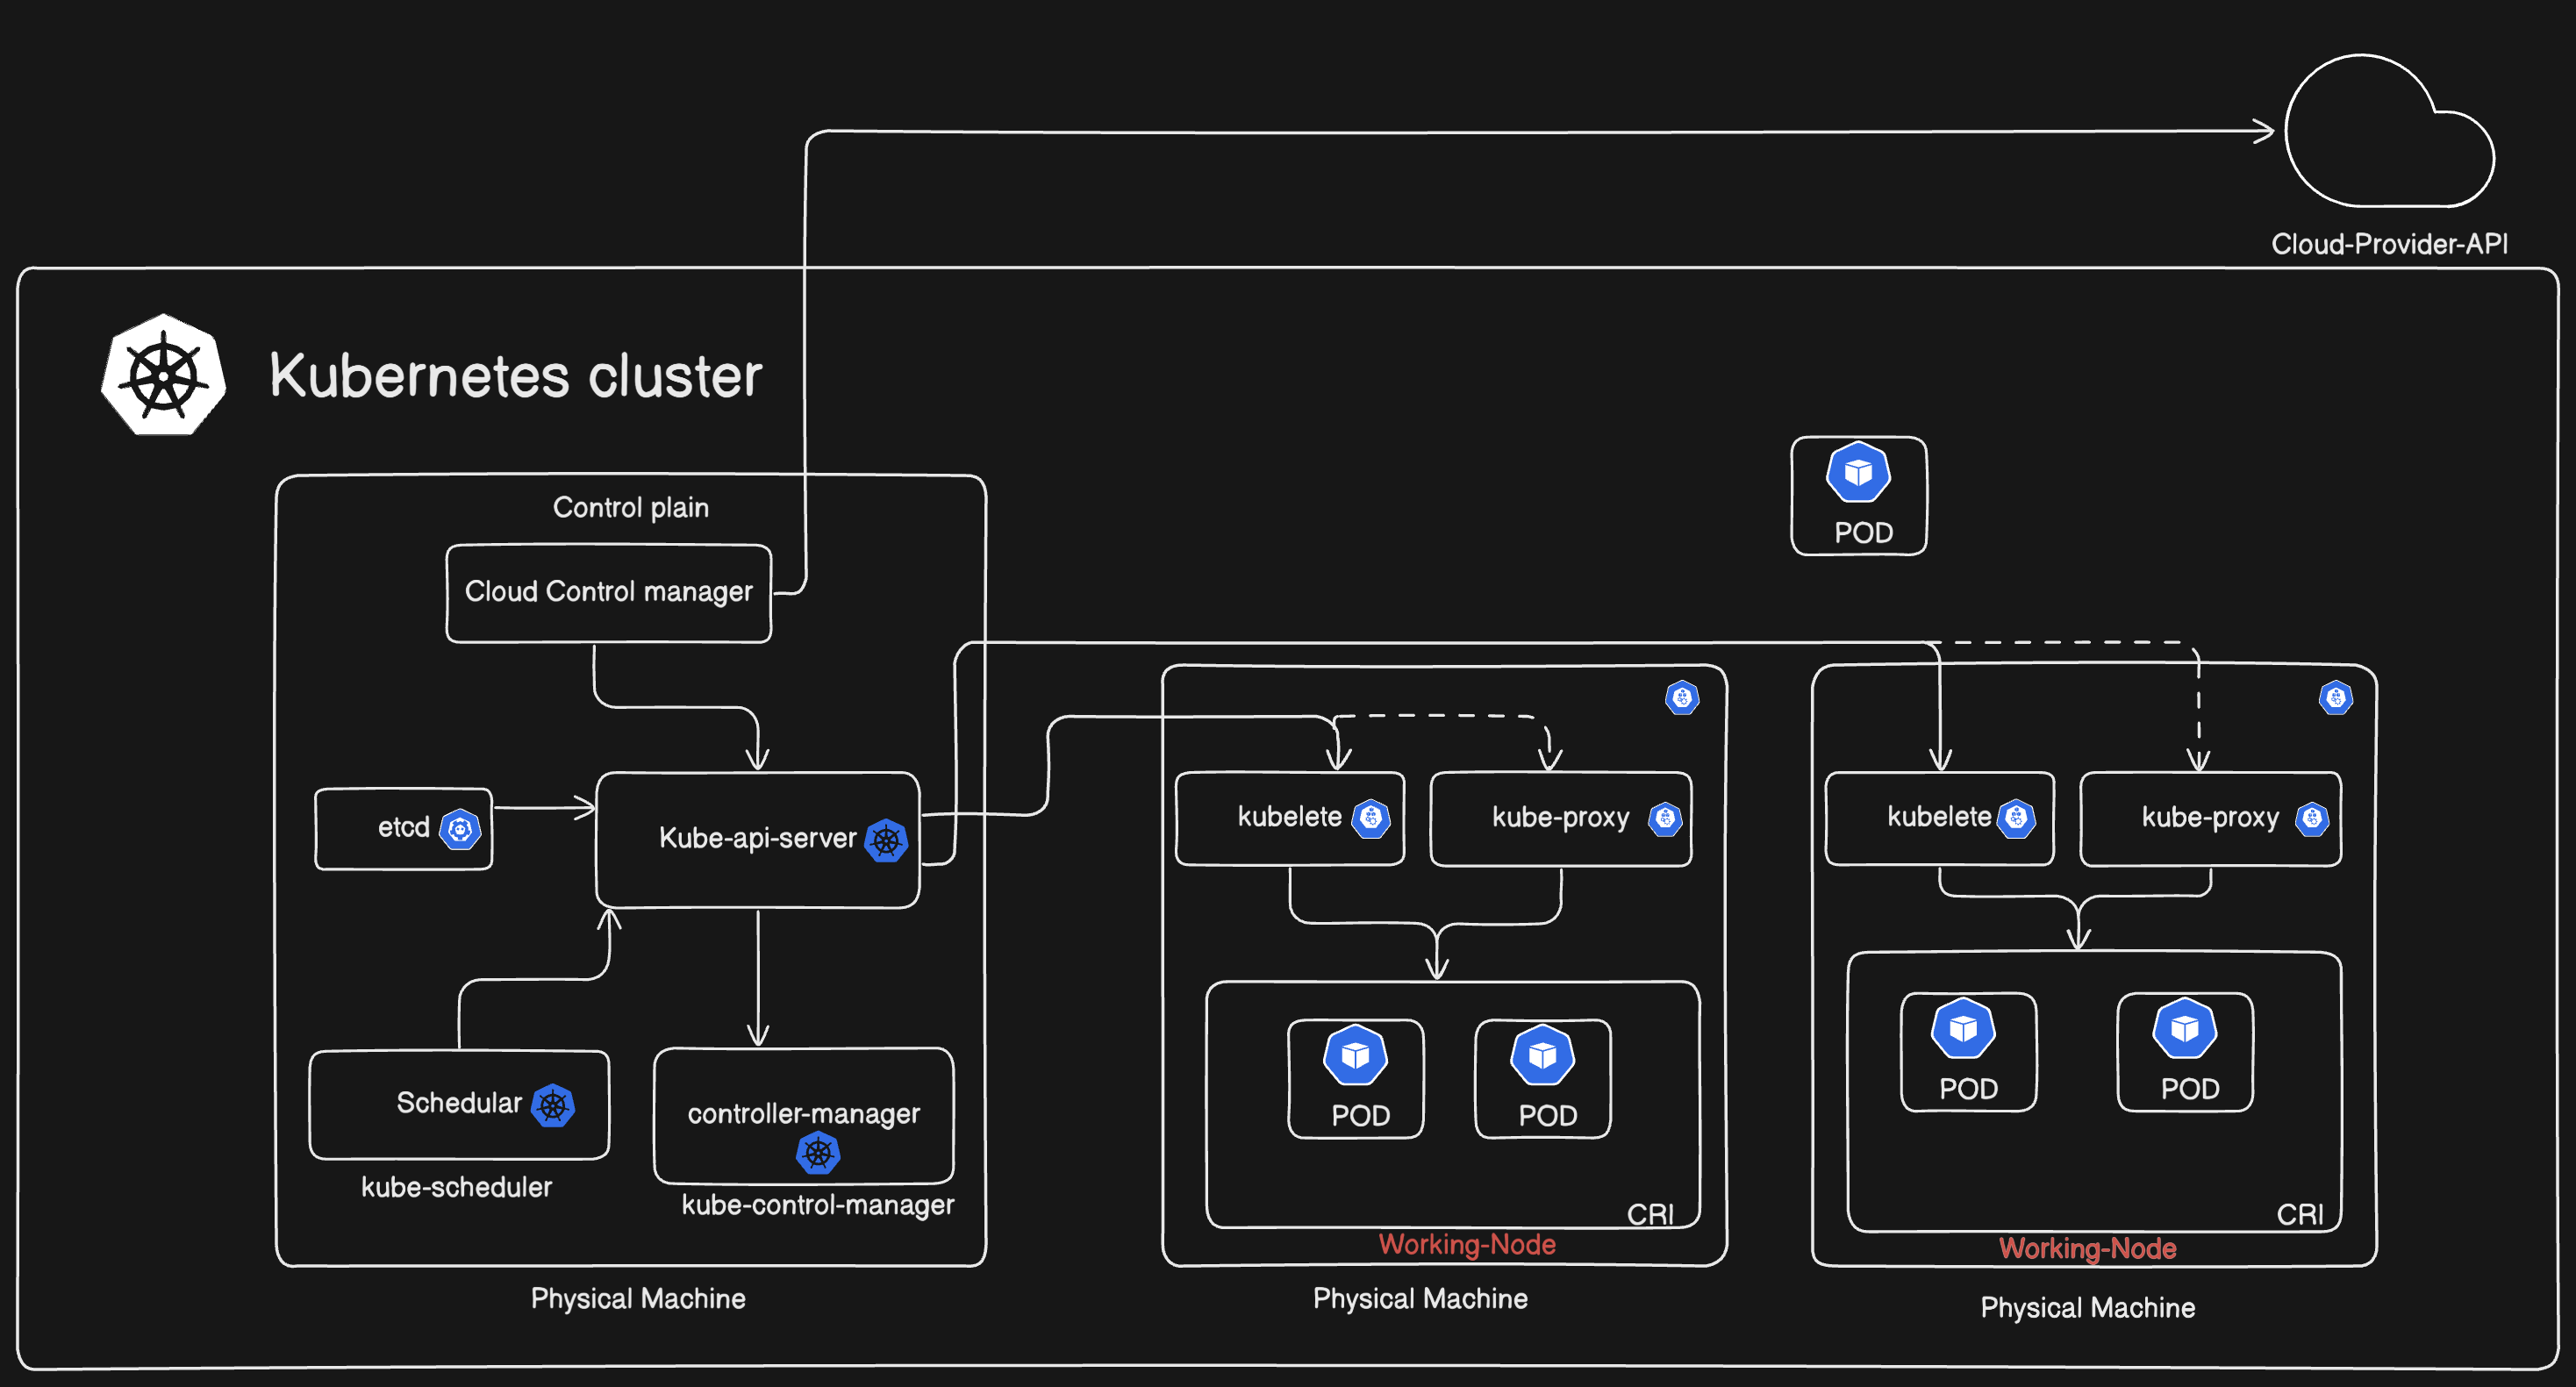 Cloud-Provider-API
Kubernetes cluster
POD
Control plain
Cloud Control manager
etcd
Kube-api-server
Schedular
kube-scheduler
controller-manager
kube-control-manager
Physical Machine
kubelete
kube-proxy
POD
POD
CRI
Working-Node
Physical Machine
kubelete
kube-proxy
POD
POD
CRI
Working-Node
Physical Machine